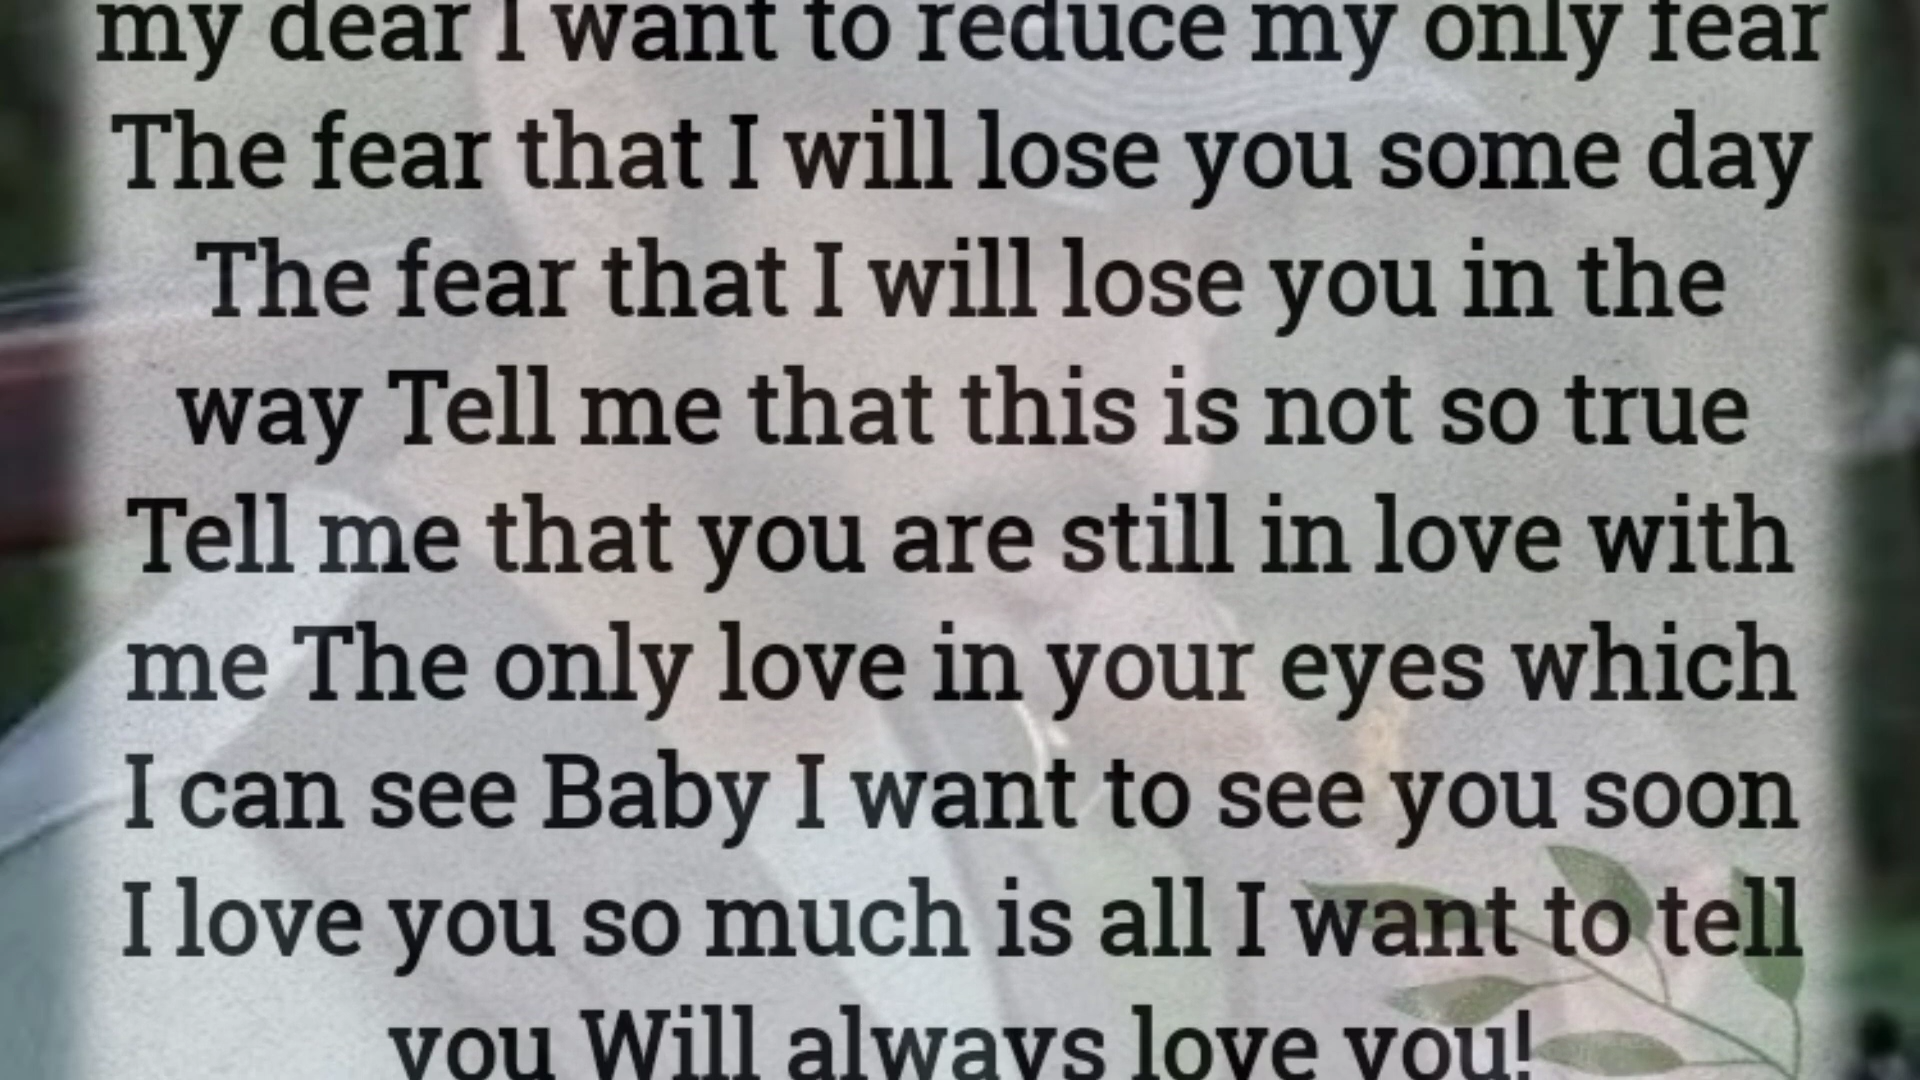 my dear I want to reduce my only fear
The fear that I will lose you some day
The fear that I will lose you in the
way Tell me that this is not so true
Tell me that you are still in love with
me The only love in your eyes which
I can see Baby I want to see you soon
I love you so much is all I want to tell
you Will always love you!